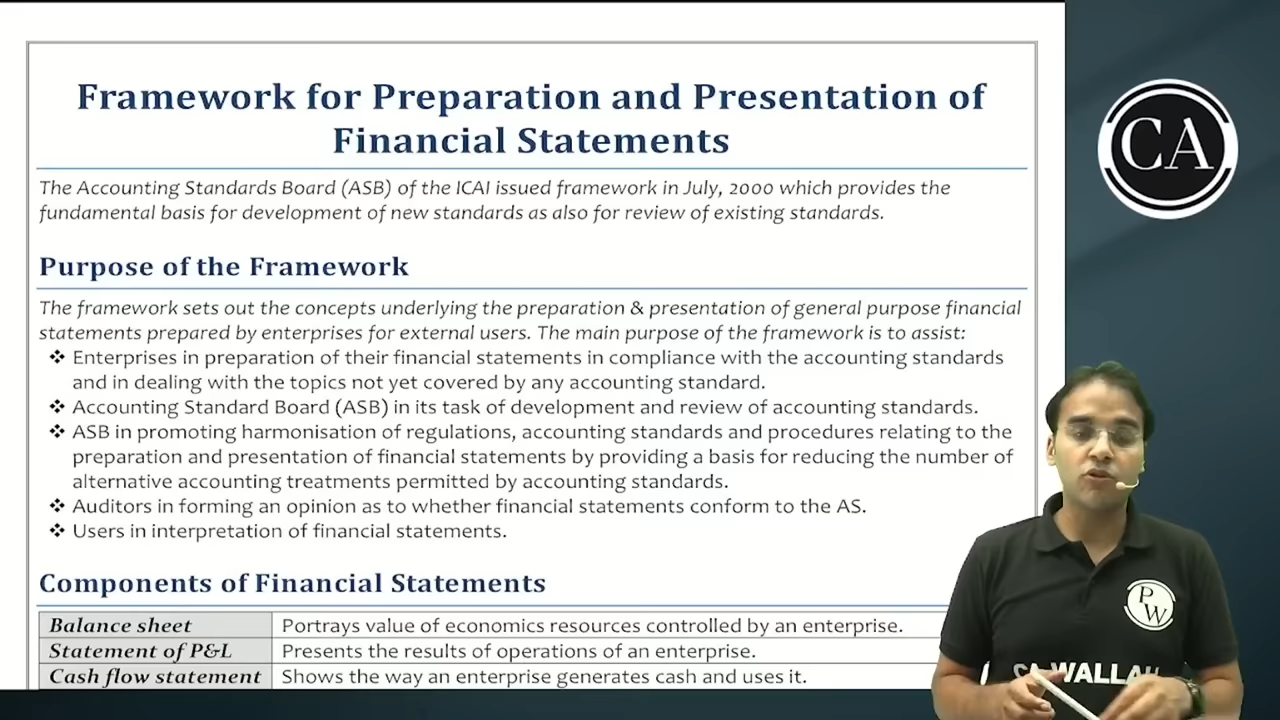 Framework for Preparation and Presentation of
Financial Statements
The Accounting Standards Board (ASB) of the ICAI issued framework in July, 2000 which provides the
fundamental basis for development of new standards as also for review of existing standards.
Purpose of the Framework
The framework sets out the concepts underlying the preparation & presentation of general purpose financial
statements prepared by enterprises for external users. The main purpose of the framework is to assist:
❖ Enterprises in preparation of their financial statements in compliance with the accounting standards
and in dealing with the topics not yet covered by any accounting standard.
❖ Accounting Standard Board (ASB) in its task of development and review of accounting standards.
❖ ASB in promoting harmonisation of regulations, accounting standards and procedures relating to the
preparation and presentation of financial statements by providing a basis for reducing the number of
alternative accounting treatments permitted by accounting standards.
❖ Auditors in forming an opinion as to whether financial statements conform to the AS.
❖ Users in interpretation of financial statements.
Components of Financial Statements
Balance sheet Portrays value of economics resources controlled by an enterprise.
Statement of P&L Presents the results of operations of an enterprise.
Cash flow statement Shows the way an enterprise generates cash and uses it.
CA
PW